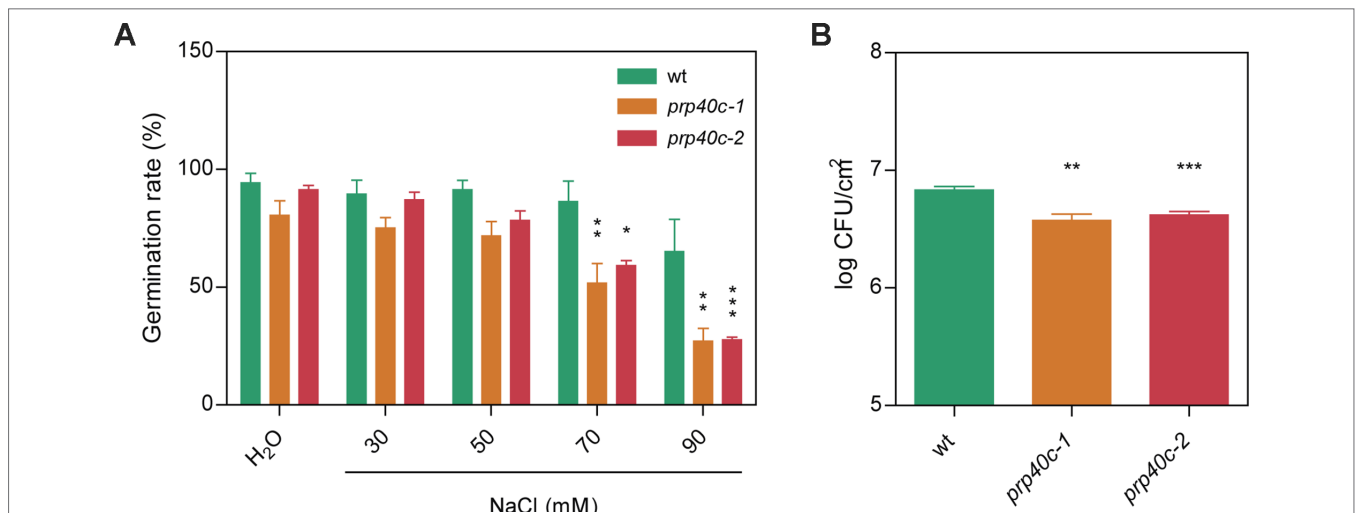 A
B
150
100
50
0
Germination rate (%)
wt
prp40c-1
prp40c-2
** *
** ***
H2O 30 50 70 90
NaCl (mM)
8
7
6
5
log CFU/cm2
** ***
wt prp40c-1 prp40c-2